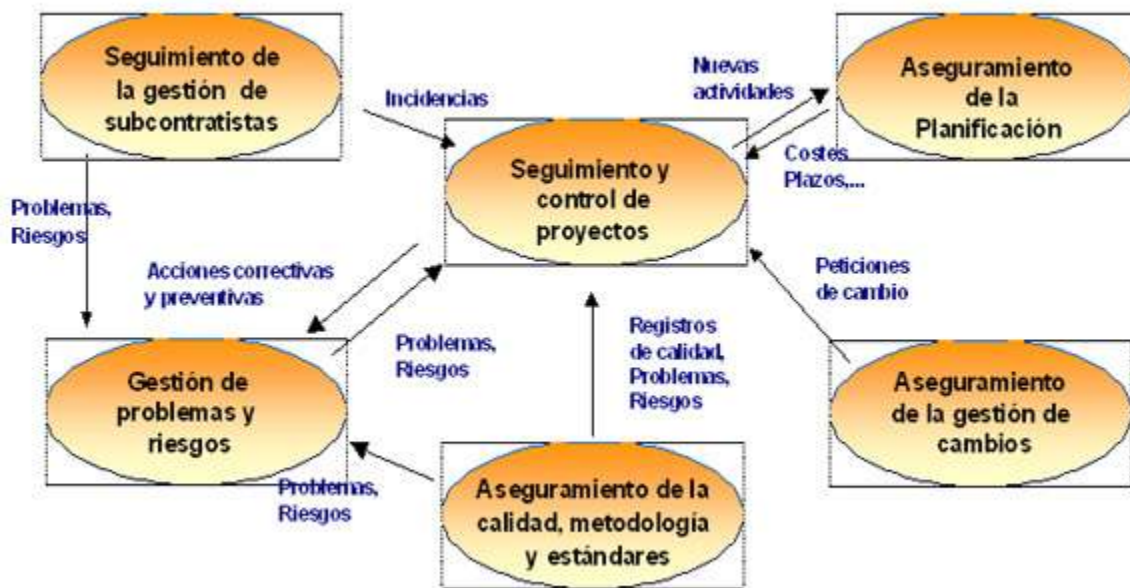 Seguimiento de
la gestión de
subcontratistas
Incidencias
Nuevas
actividades
Aseguramiento
de la
Planificación
Costes
Plazos,...
Seguimiento y
control de
proyectos
Problemas,
Riesgos
Acciones correctivas
y preventivas
Problemas,
Riesgos
Peticiones
de cambio
Registros
de calidad,
Problemas,
Riesgos
Gestión de
problemas y
riesgos
Aseguramiento
de la gestión de
cambios
Problemas,
Riesgos
Aseguramiento de la
calidad, metodología
y estándares